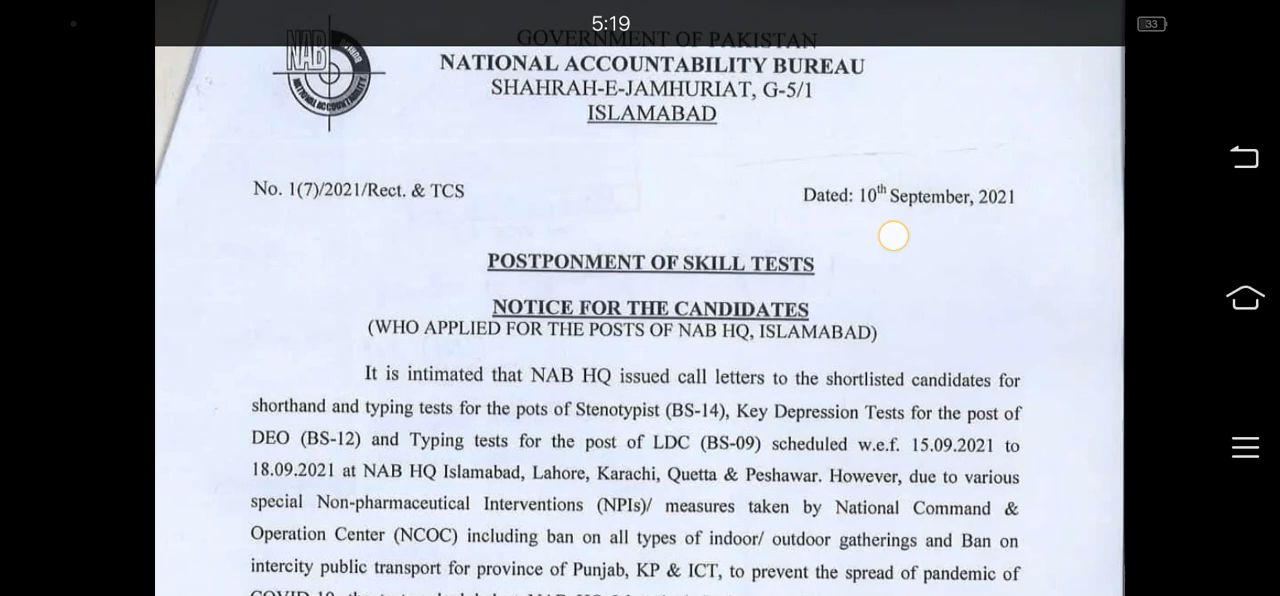 5:19
33
GOVERNMENT OF PAKISTAN
NAB
NATIONAL ACCOUNTABILITY BUREAU
NATIONAL ACCOUNTABILITY BUREAU
SHAHRAH-E-JAMHURIAT, G-5/1
ISLAMABAD
No. 1(7)/2021/Rect. & TCS
Dated: 10th September, 2021
POSTPONMENT OF SKILL TESTS
NOTICE FOR THE CANDIDATES
(WHO APPLIED FOR THE POSTS OF NAB HQ, ISLAMABAD)
It is intimated that NAB HQ issued call letters to the shortlisted candidates for
shorthand and typing tests for the pots of Stenotypist (BS-14), Key Depression Tests for the post of
DEO (BS-12) and Typing tests for the post of LDC (BS-09) scheduled w.e.f. 15.09.2021 to
18.09.2021 at NAB HQ Islamabad, Lahore, Karachi, Quetta & Peshawar. However, due to various
special Non-pharmaceutical Interventions (NPIs)/ measures taken by National Command &
Operation Center (NCOC) including ban on all types of indoor/ outdoor gatherings and Ban on
intercity public transport for province of Punjab, KP & ICT, to prevent the spread of pandemic of